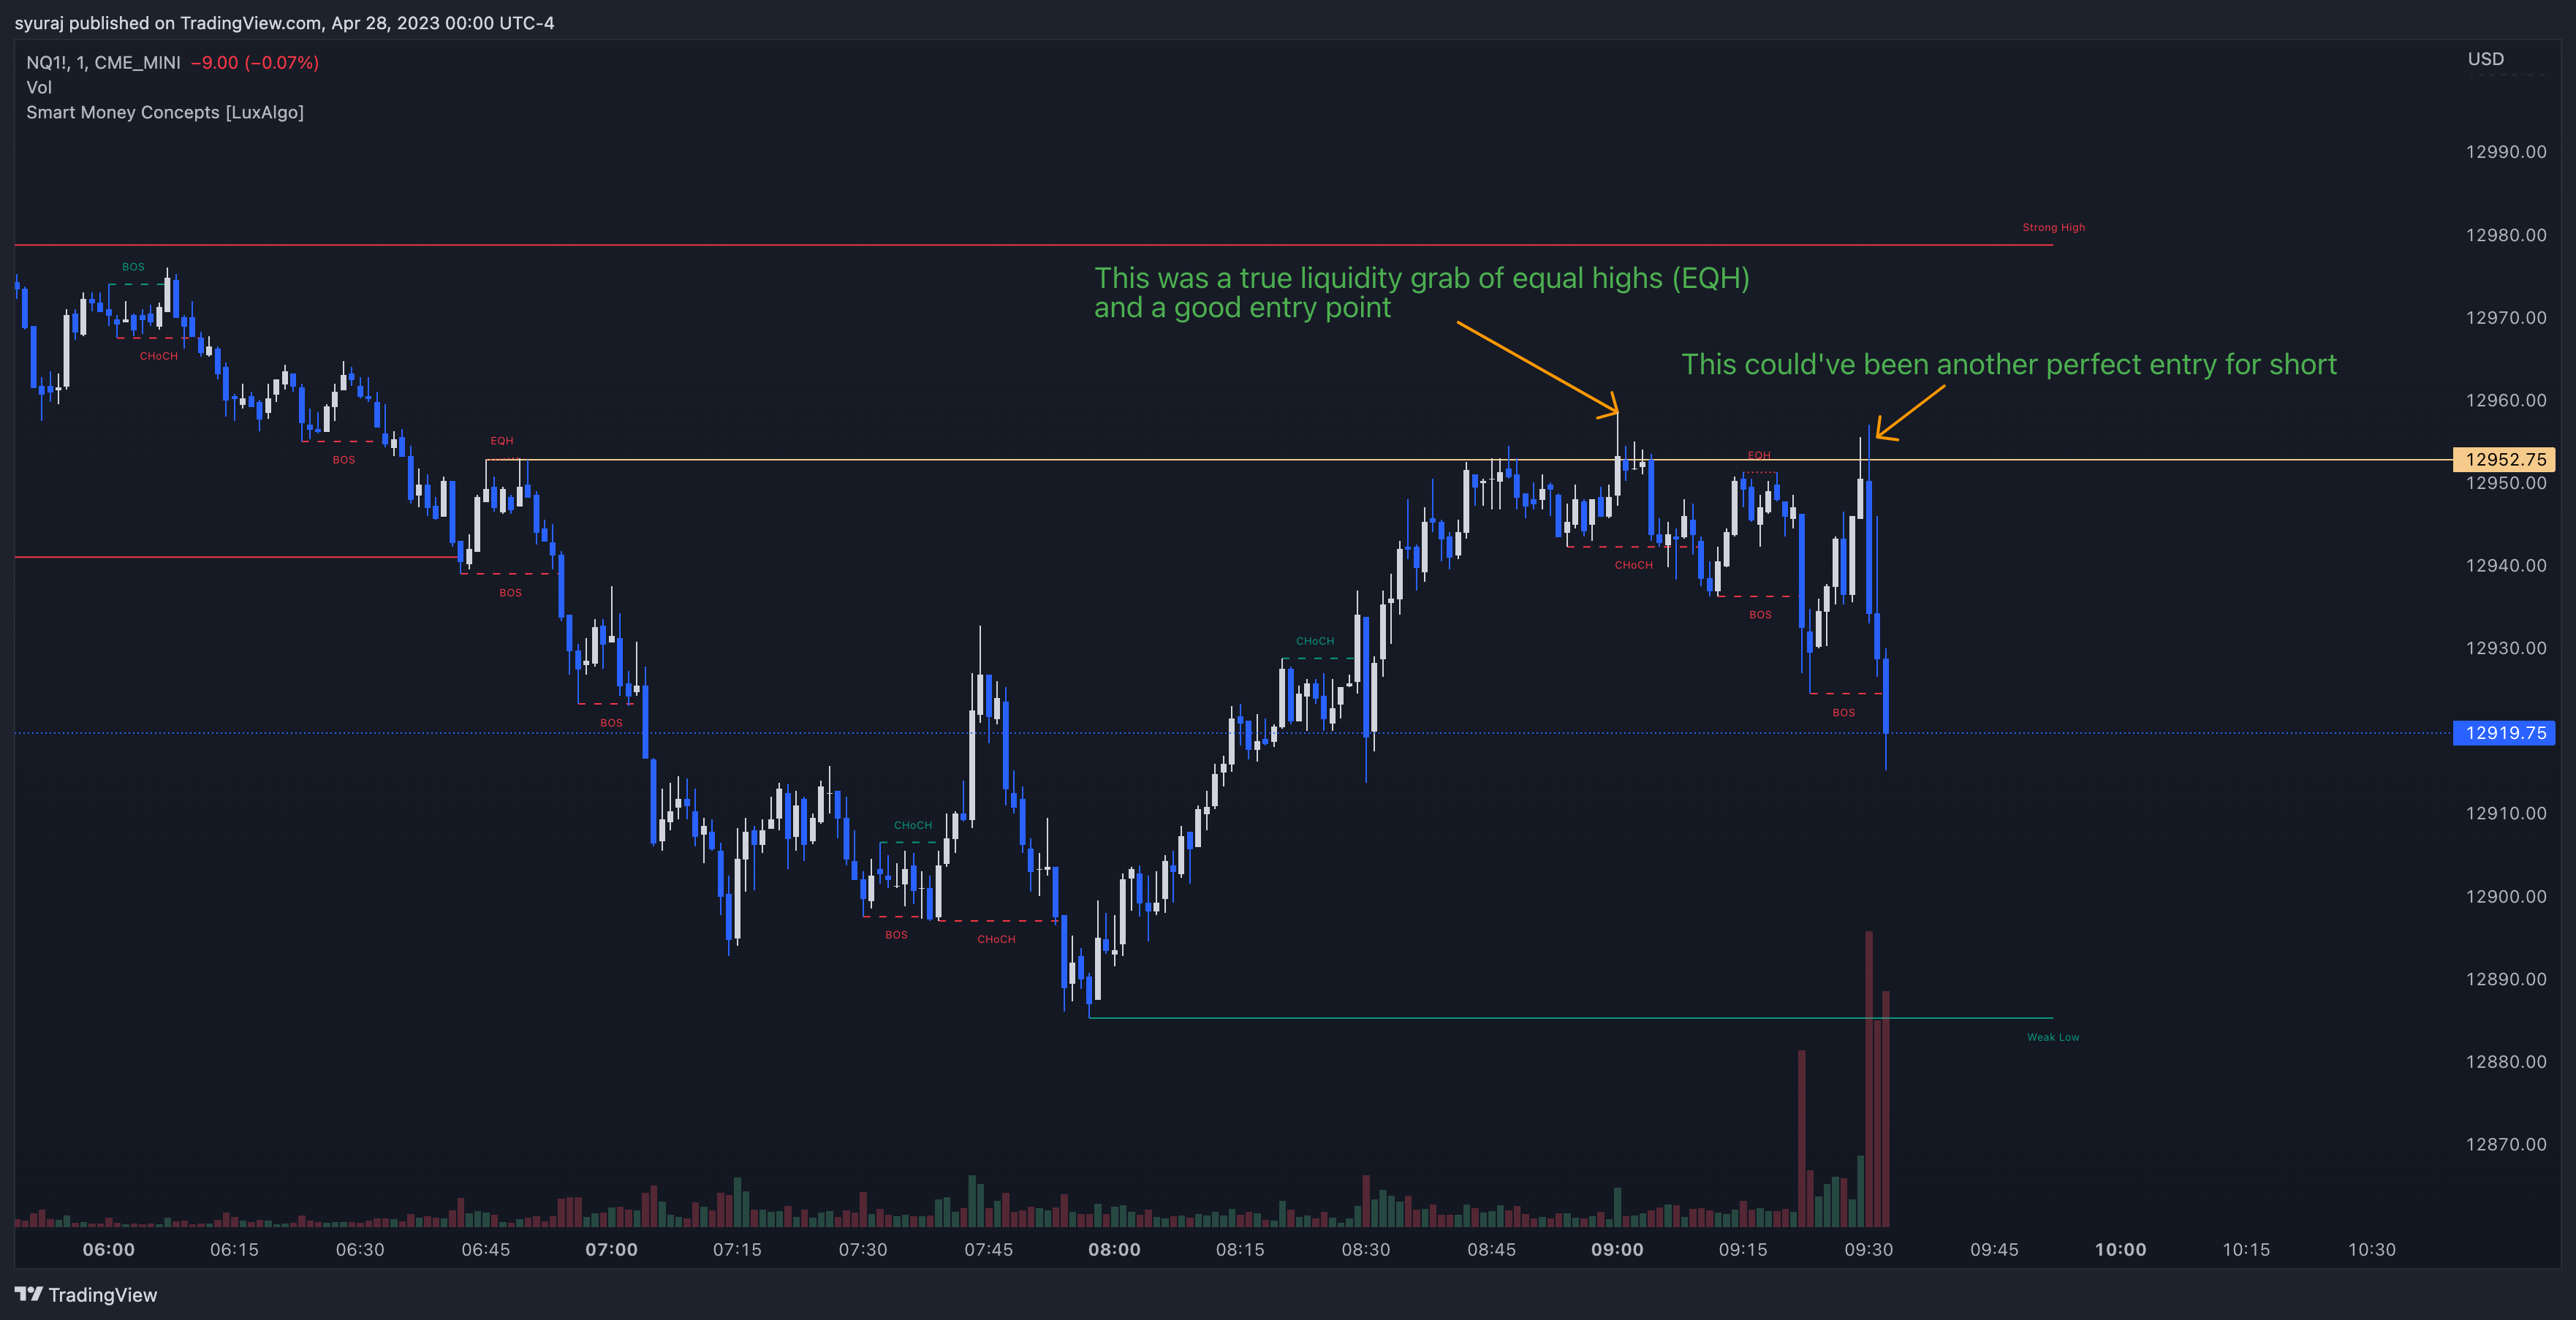 syuraj published on TradingView.com, Apr 28, 2023 00:00 UTC-4
NQ1!, 1, CME_MINI −9.00 (−0.07%)
Vol
Smart Money Concepts [LuxAlgo]
USD
12990.00
Strong High
12980.00
BOS
This was a true liquidity grab of equal highs (EQH)
and a good entry point
12970.00
CHoCH
This could've been another perfect entry for short
12960.00
EQH
BOS
EQH
12952.75
12950.00
CHoCH
12940.00
BOS
BOS
CHoCH
12930.00
BOS
BOS
12919.75
12910.00
CHoCH
12900.00
BOS
CHoCH
12890.00
Weak Low
12880.00
12870.00
06:00 06:15 06:30 06:45 07:00 07:15 07:30 07:45 08:00 08:15 08:30 08:45 09:00 09:15 09:30 09:45 10:00 10:15 10:30
TradingView